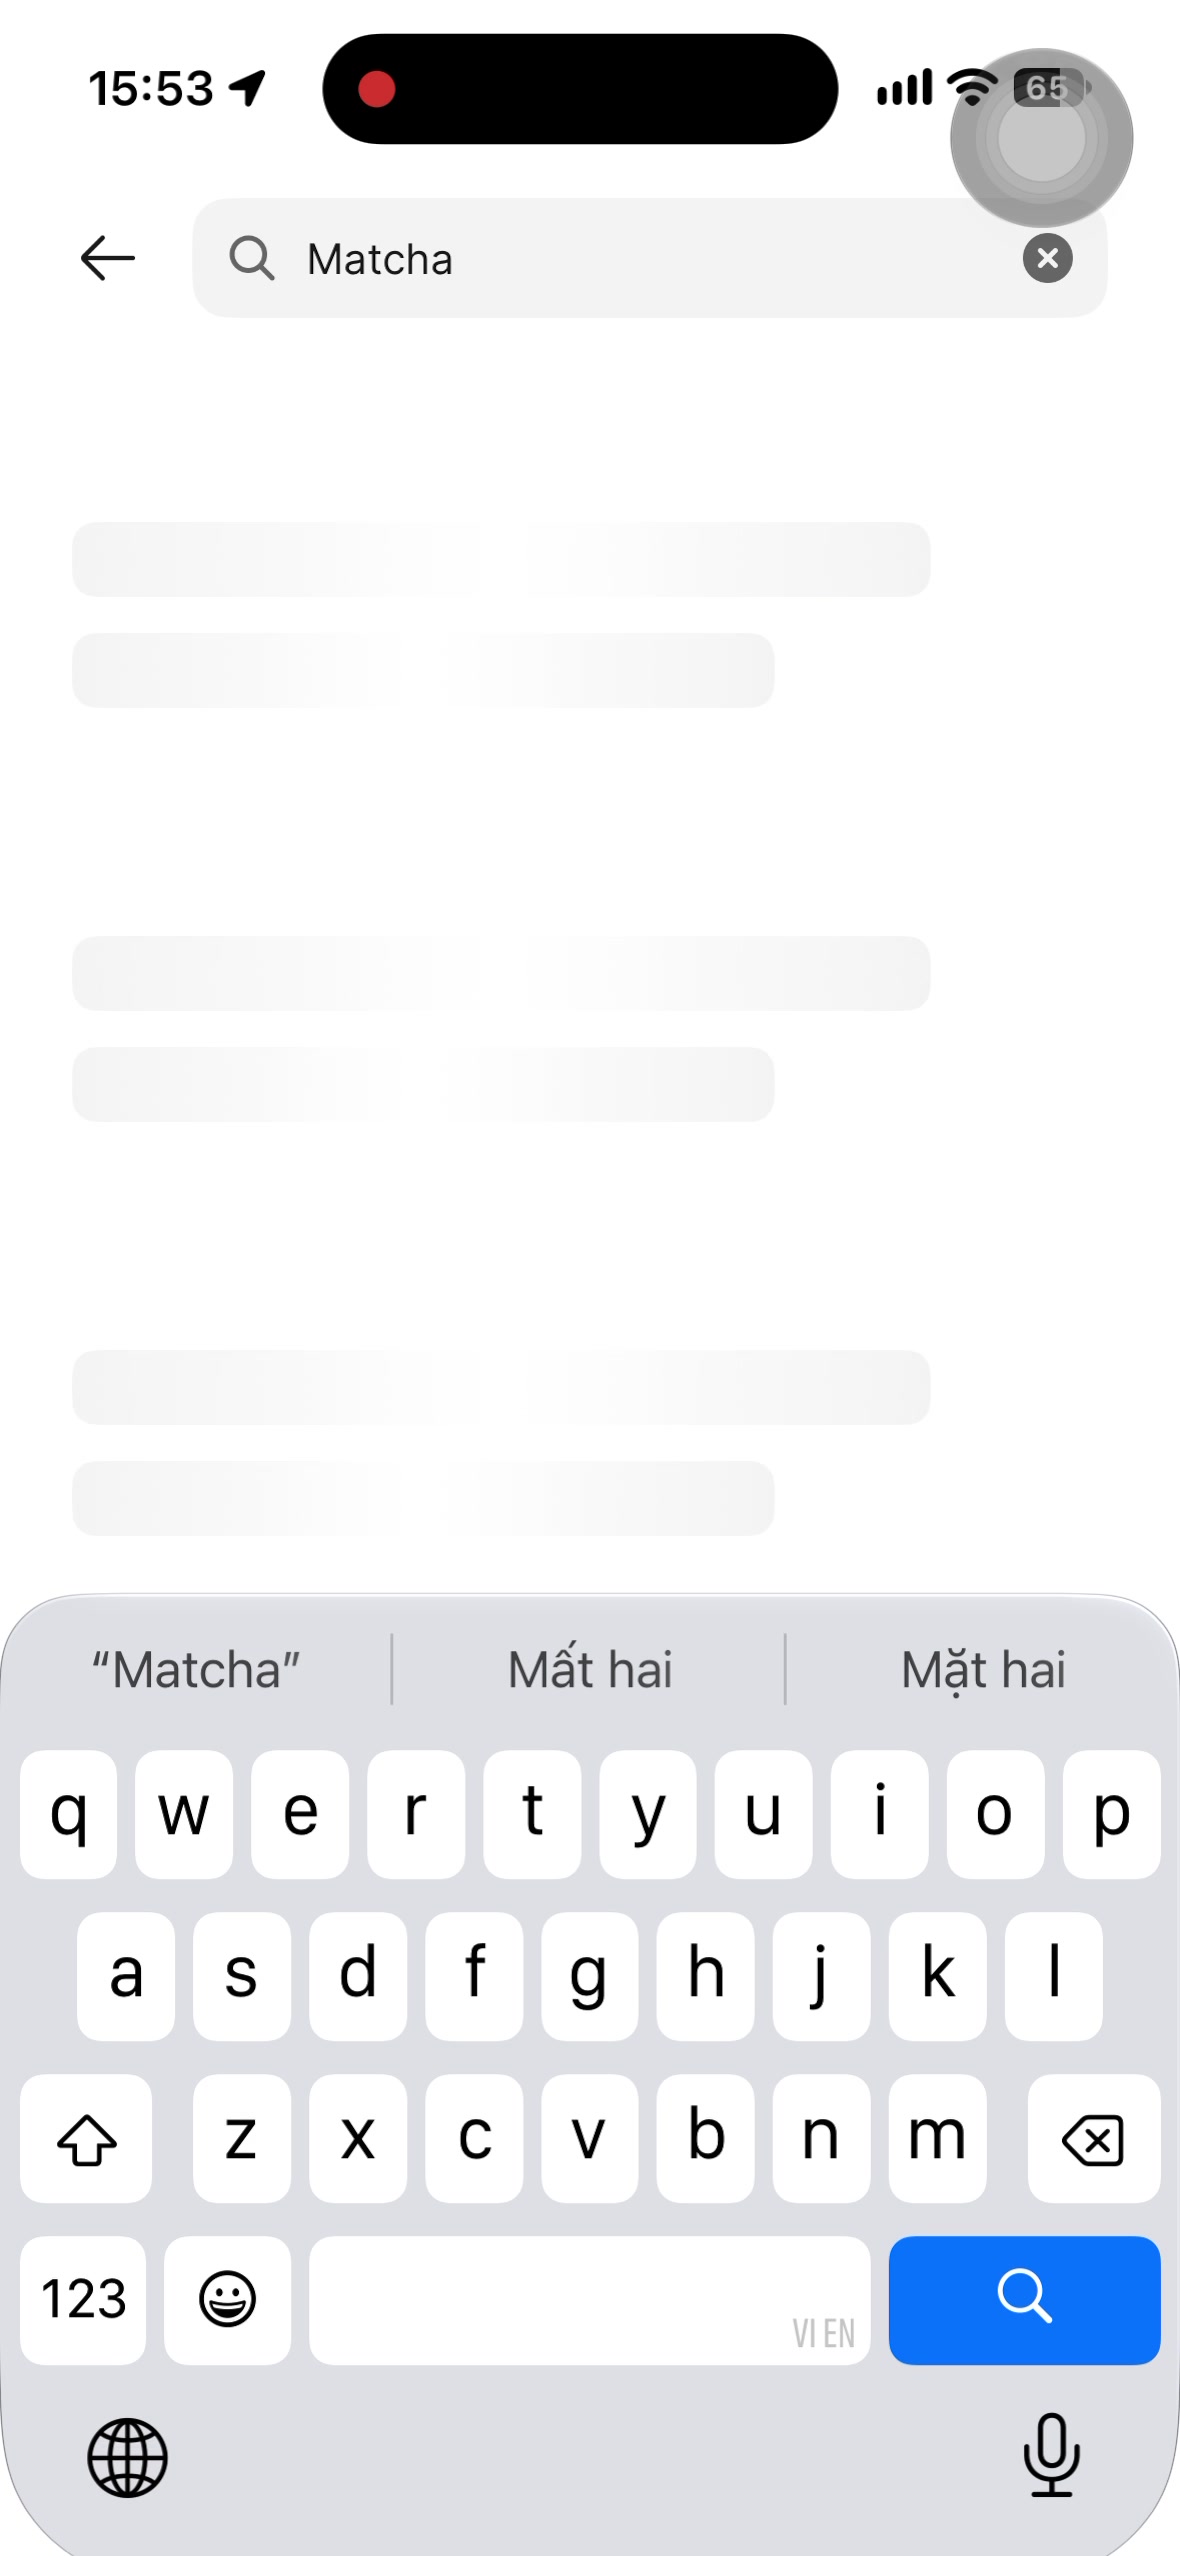 15:53 65
Matcha
“Matcha” Mất hai Mặt hai
q w e r t y u i o p
a s d f g h j k l
z x c v b n m
123 VI EN